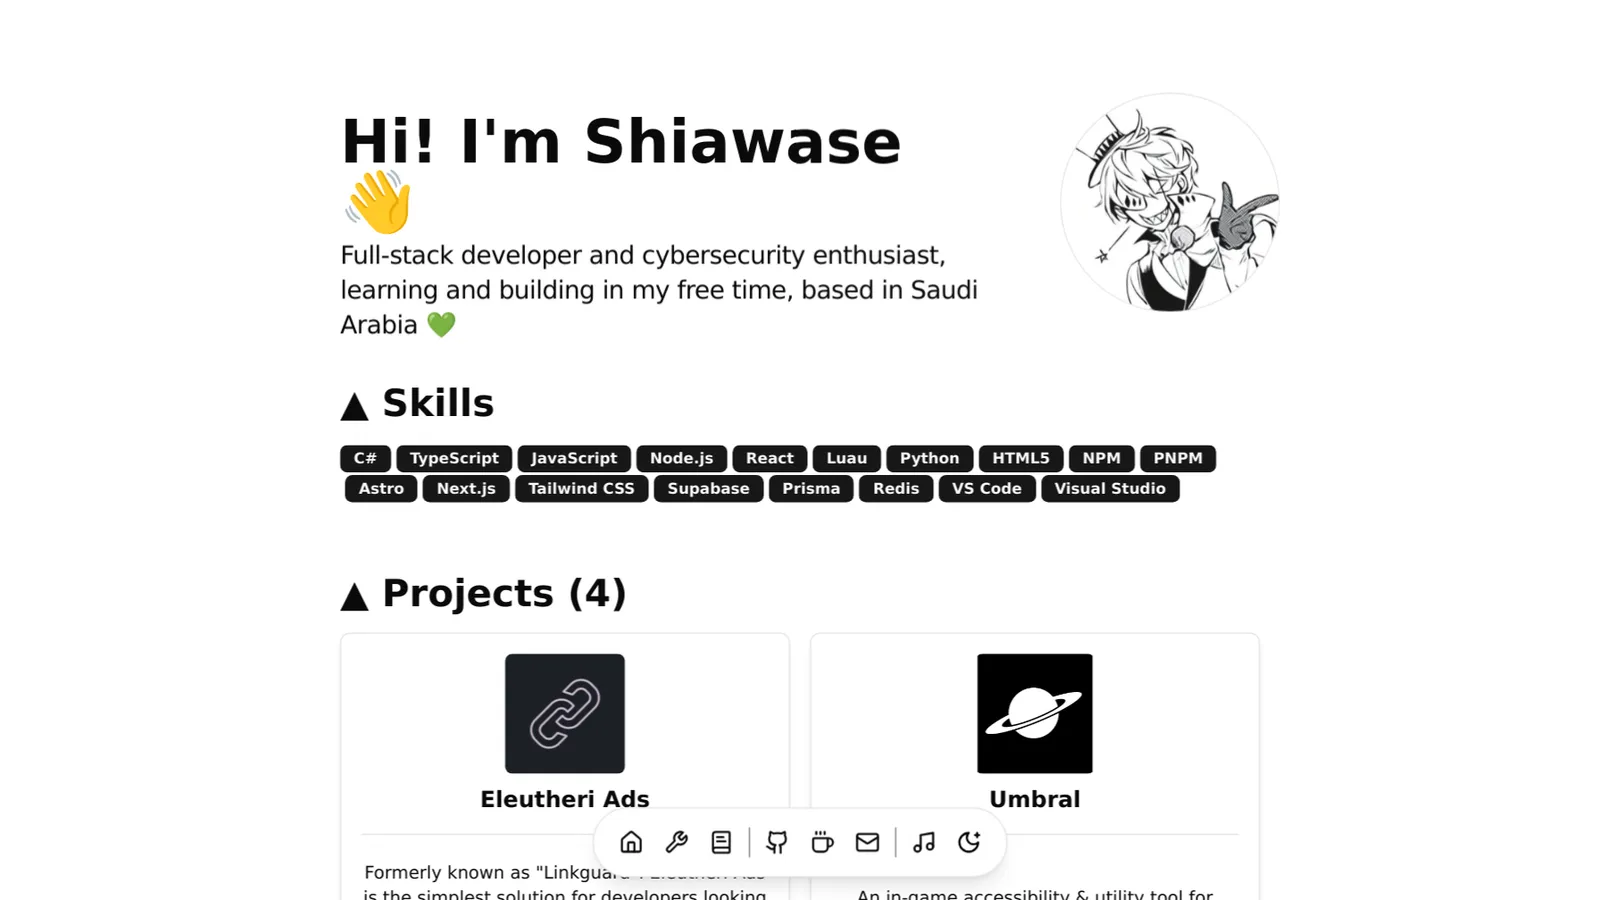 Hi! I'm Shiawase
👋
Full-stack developer and cybersecurity enthusiast,
learning and building in my free time, based in Saudi
Arabia 💚
▲ Skills
C# TypeScript JavaScript Node.js React Luau Python HTML5 NPM PNPM
Astro Next.js Tailwind CSS Supabase Prisma Redis VS Code Visual Studio
▲ Projects (4)
Eleutheri Ads
Umbral
Formerly known as "Linkguard
is the simplest solution for developers looking
An in-game accessibility & utility tool for